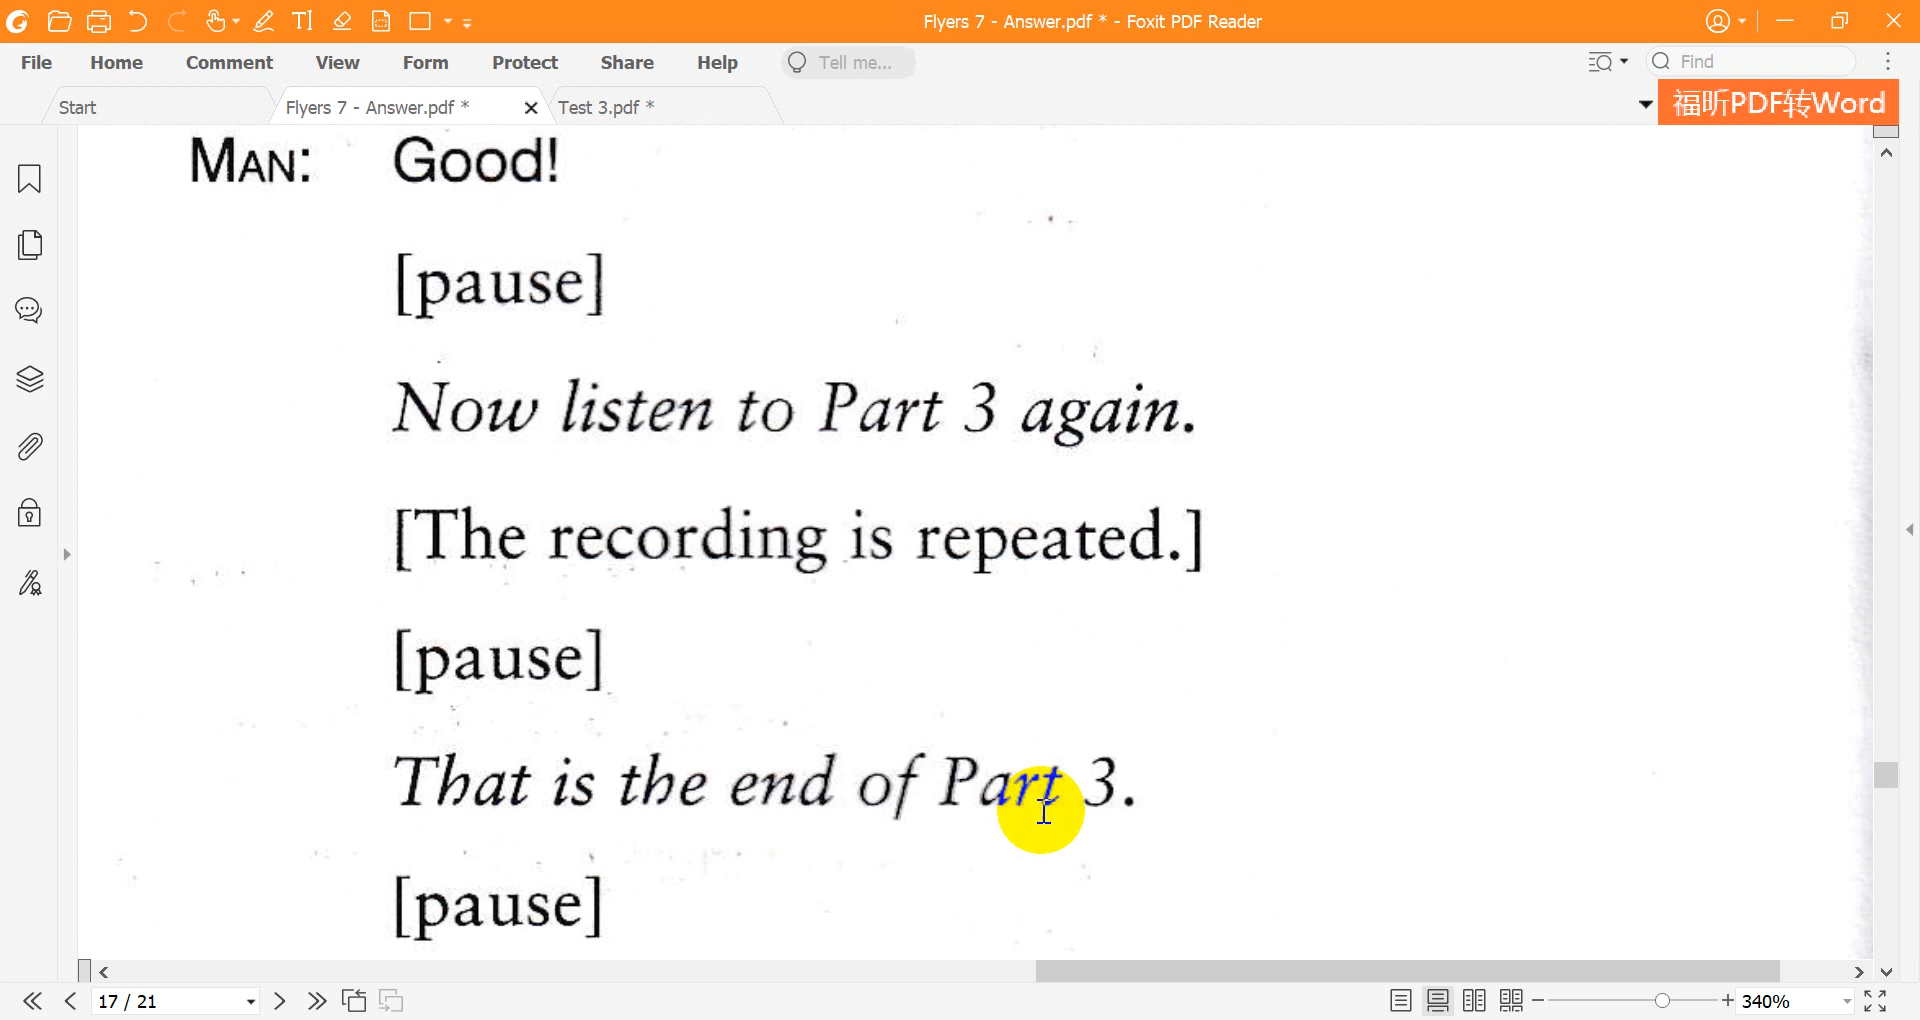 Flyers 7 - Answer.pdf * - Foxit PDF Reader
File Home Comment View Form Protect Share Help Tell me... Find
Start Flyers 7 - Answer.pdf * Test 3.pdf * 福昕PDF转Word
MAN: Good!
[pause]
Now listen to Part 3 again.
[The recording is repeated.]
[pause]
That is the end of Part 3.
[pause]
17 / 21 340%